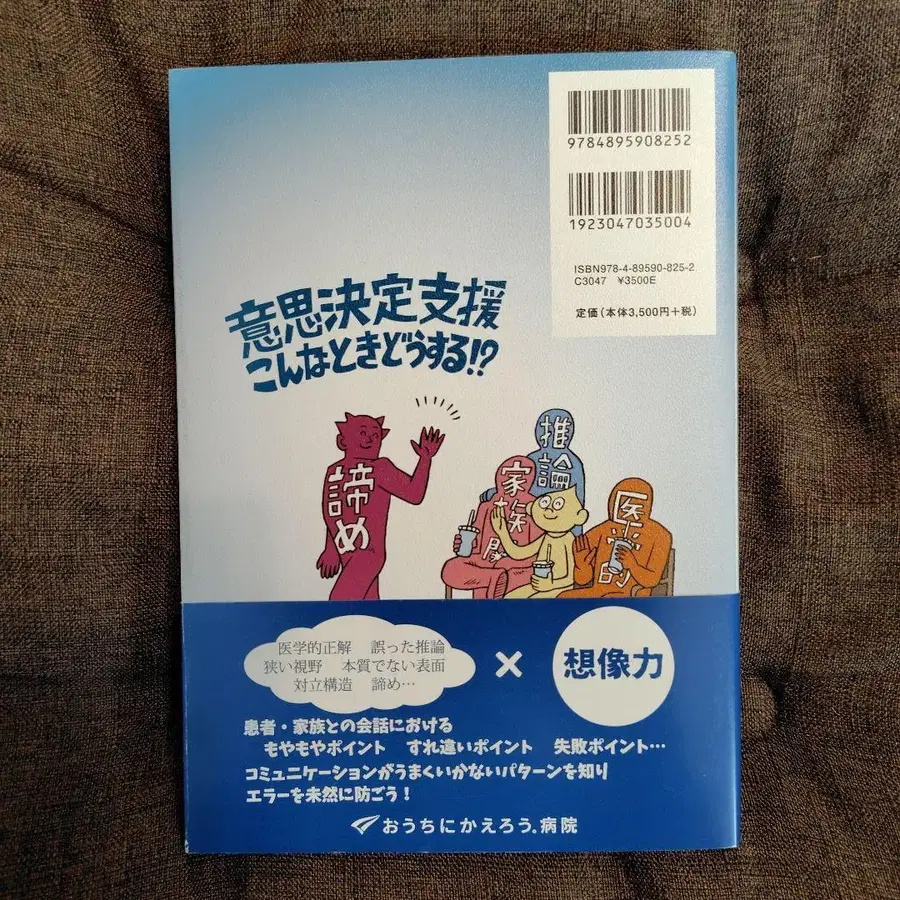 9784895908252
1923047035004
ISBN978-4-89590-825-2
C3047 ¥3500E
定価(本体3,500円+税)
意思決定支援
こんなときどうする!?
諦め
推論
家族
医学的
医学的正解 誤った推論
狭い視野 本質でない表面
対立構造 諦め…
×
想像力
患者・家族との会話における
もやもやポイント すれ違いポイント 失敗ポイント…
コミュニケーションがうまくいかないパターンを知り
エラーを未然に防ごう!
おうちにかえろう。病院